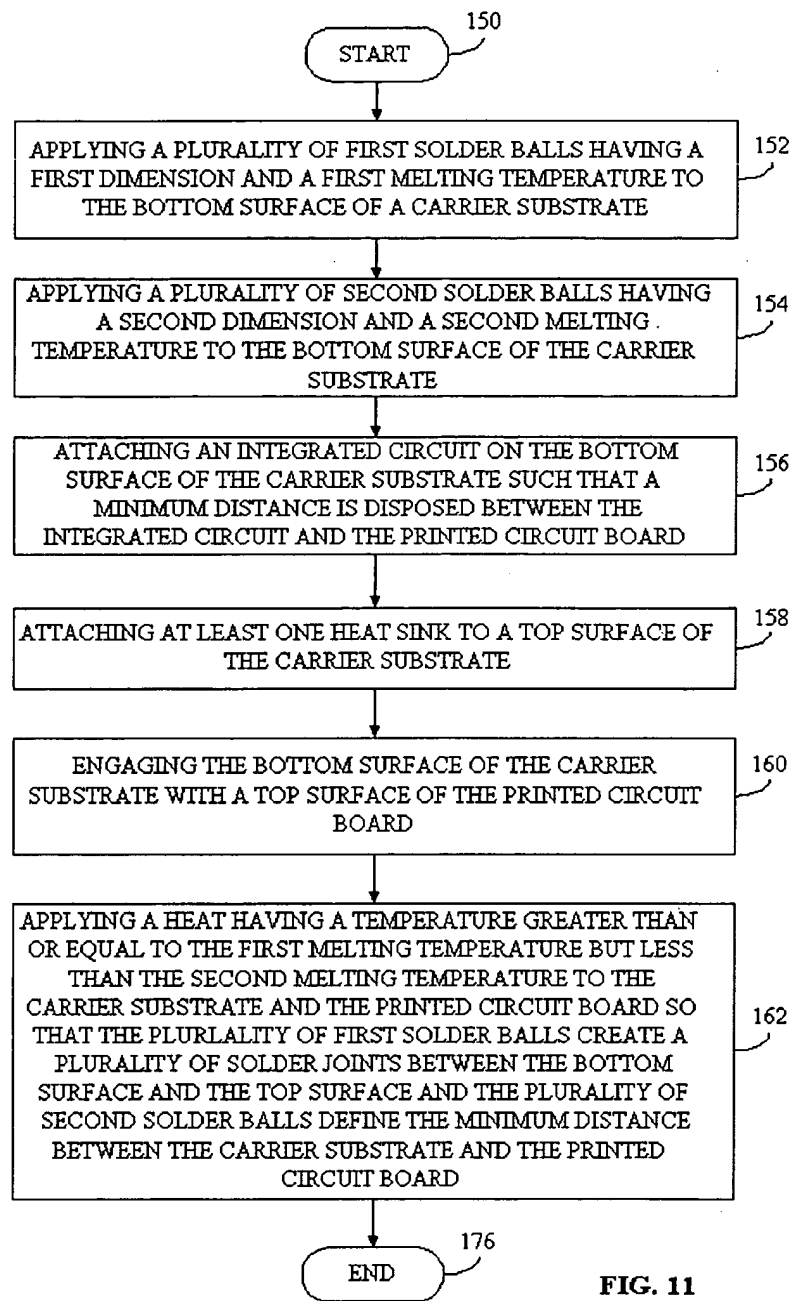 150
START
152
APPLYING A PLURALITY OF FIRST SOLDER BALLS HAVING A
FIRST DIMENSION AND A FIRST MELTING TEMPERATURE TO
THE BOTTOM SURFACE OF A CARRIER SUBSTRATE
154
APPLYING A PLURALITY OF SECOND SOLDER BALLS HAVING
A SECOND DIMENSION AND A SECOND MELTING
TEMPERATURE TO THE BOTTOM SURFACE OF THE CARRIER
SUBSTRATE
156
ATTACHING AN INTEGRATED CIRCUIT ON THE BOTTOM
SURFACE OF THE CARRIER SUBSTRATE SUCH THAT A
MINIMUM DISTANCE IS DISPOSED BETWEEN THE
INTEGRATED CIRCUIT AND THE PRINTED CIRCUIT BOARD
158
ATTACHING AT LEAST ONE HEAT SINK TO A TOP SURFACE OF
THE CARRIER SUBSTRATE
160
ENGAGING THE BOTTOM SURFACE OF THE CARRIER
SUBSTRATE WITH A TOP SURFACE OF THE PRINTED CIRCUIT
BOARD
162
APPLYING A HEAT HAVING A TEMPERATURE GREATER THAN
OR EQUAL TO THE FIRST MELTING TEMPERATURE BUT LESS
THAN THE SECOND MELTING TEMPERATURE TO THE
CARRIER SUBSTRATE AND THE PRINTED CIRCUIT BOARD SO
THAT THE PLURLALITY OF FIRST SOLDER BALLS CREATE A
PLURALITY OF SOLDER JOINTS BETWEEN THE BOTTOM
SURFACE AND THE TOP SURFACE AND THE PLURALITY OF
SECOND SOLDER BALLS DEFINE THE MINIMUM DISTANCE
BETWEEN THE CARRIER SUBSTRATE AND THE PRINTED
CIRCUIT BOARD
176
END
FIG. 11